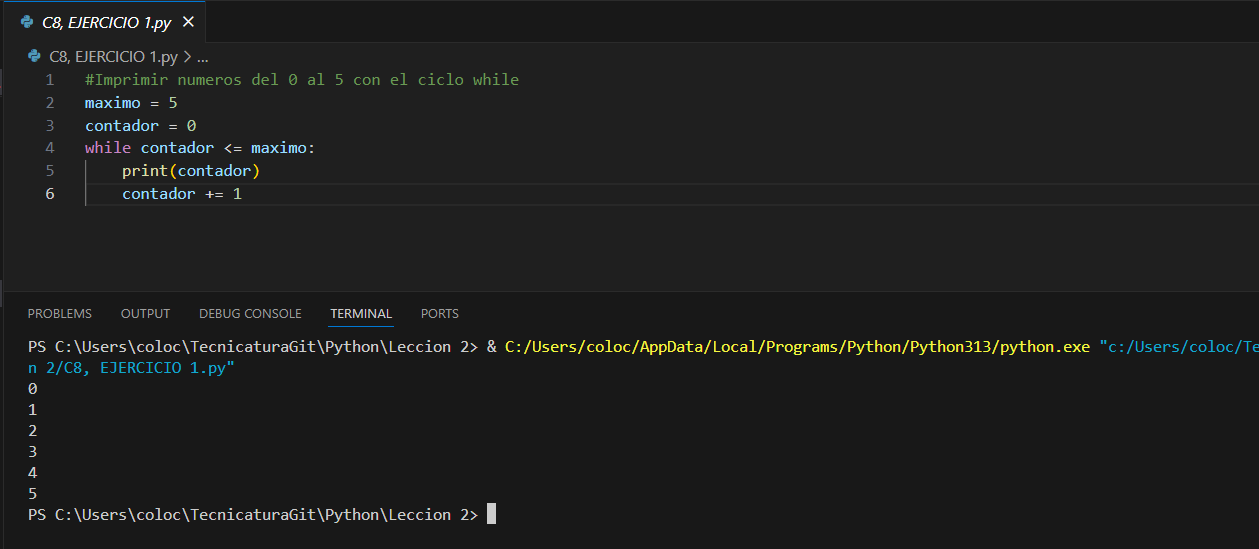 C8, EJERCICIO 1.py
C8, EJERCICIO 1.py > ...
1 #Imprimir numeros del 0 al 5 con el ciclo while
2 maximo = 5
3 contador = 0
4 while contador <= maximo:
5     print(contador)
6     contador += 1
PROBLEMS OUTPUT DEBUG CONSOLE TERMINAL PORTS
PS C:\Users\coloc\TecnicaturaGit\Python\Leccion 2> & C:/Users/coloc/AppData/Local/Programs/Python/Python313/python.exe "c:/Users/coloc/Te
n 2/C8, EJERCICIO 1.py"
0
1
2
3
4
5
PS C:\Users\coloc\TecnicaturaGit\Python\Leccion 2>